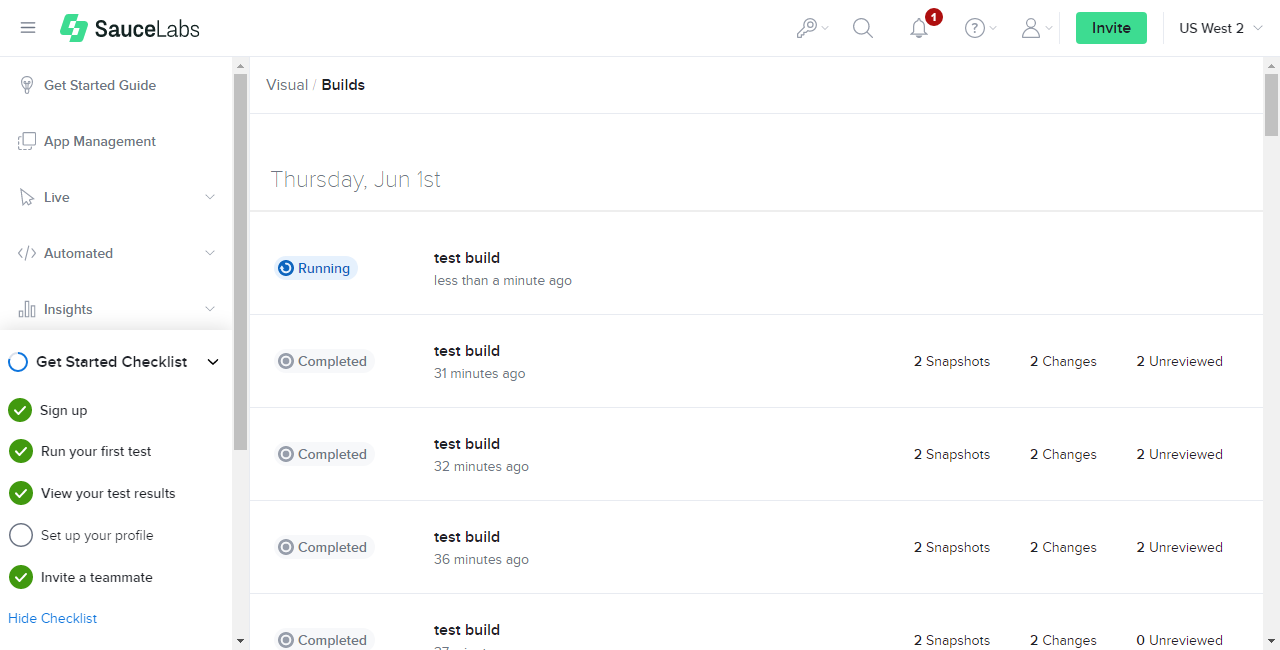 SauceLabs
1
Invite
US West 2
Get Started Guide
App Management
Live
Automated
Insights
Get Started Checklist
Sign up
Run your first test
View your test results
Set up your profile
Invite a teammate
Hide Checklist
Visual / Builds
Thursday, Jun 1st
Running
test build
less than a minute ago
Completed
test build
31 minutes ago
2 Snapshots
2 Changes
2 Unreviewed
Completed
test build
32 minutes ago
2 Snapshots
2 Changes
2 Unreviewed
Completed
test build
36 minutes ago
2 Snapshots
2 Changes
2 Unreviewed
Completed
test build
2 Snapshots
2 Changes
0 Unreviewed